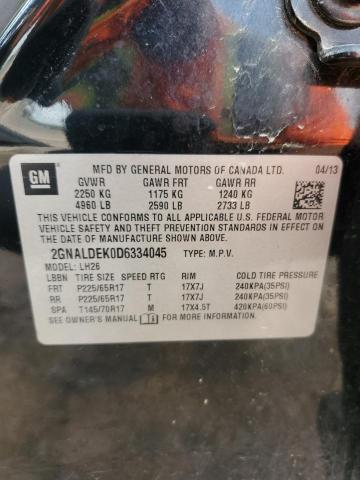 GM
MFD BY GENERAL MOTORS OF CANADA LTD. 04/13
GVWR GAWR FRT GAWR RR
2250 KG 1175 KG 1240 KG
4960 LB 2590 LB 2733 LB
THIS VEHICLE CONFORMS TO ALL APPLICABLE U.S. FEDERAL MOTOR
VEHICLE SAFETY, BUMPER, AND THEFT PREVENTION STANDARDS IN EFFECT ON THE
DATE OF MANUFACTURE SHOWN ABOVE.
2GNALDEK0D6334045 TYPE: M.P.V.
MODEL: LH26
LBBN TIRE SIZE SPEED RTG RIM COLD TIRE PRESSURE
FRT P225/65R17 T 17X7J 240KPA(35PSI)
RR P225/65R17 T 17X7J 240KPA(35PSI)
SPA T145/70R17 M 17X4.5T 420KPA(60PSI)
SEE OWNER'S MANUAL FOR MORE INFORMATION.